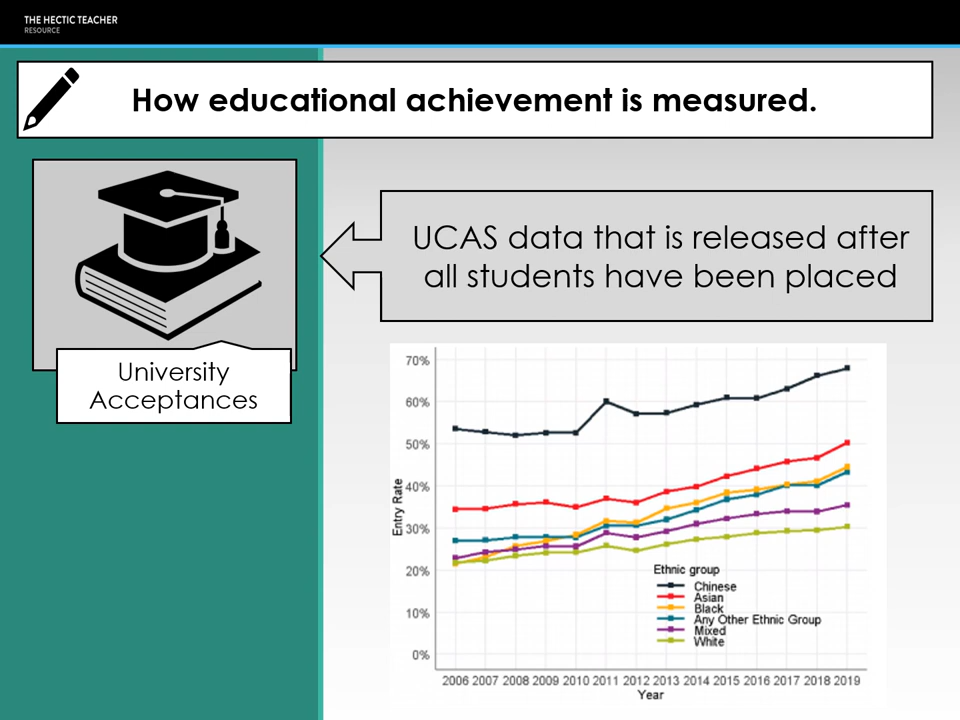 THE HECTIC TEACHER
RESOURCE
How educational achievement is measured.
UCAS data that is released after
all students have been placed
University
Acceptances
70%
60%
50%
40%
30%
20%
10%
0%
Entry Rate
Ethnic group
Chinese
Asian
Black
Any Other Ethnic Group
Mixed
White
2006 2007 2008 2009 2010 2011 2012 2013 2014 2015 2016 2017 2018 2019
Year